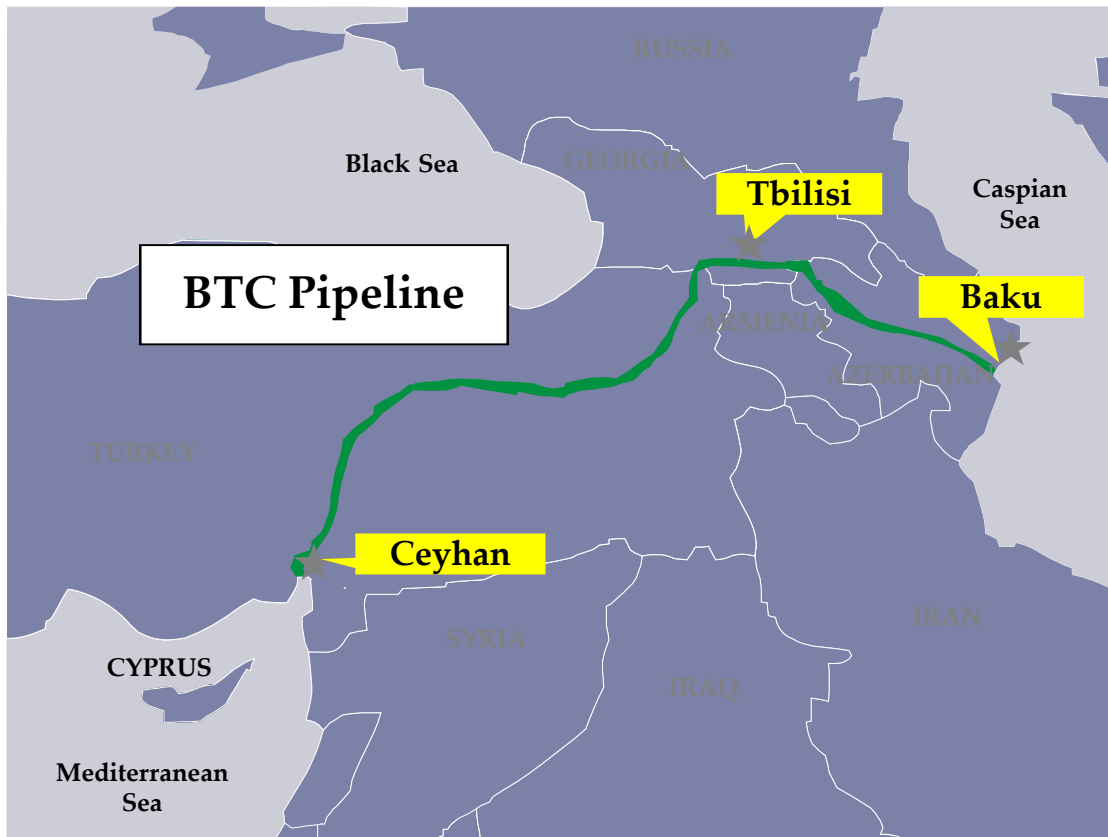 RUSSIA
Black Sea
GEORGIA
Tbilisi
Caspian
Sea
BTC Pipeline
Baku
ARMENIA
AZERBAIJAN
TURKEY
Ceyhan
IRAN
SYRIA
CYPRUS
IRAQ
Mediterranean
Sea